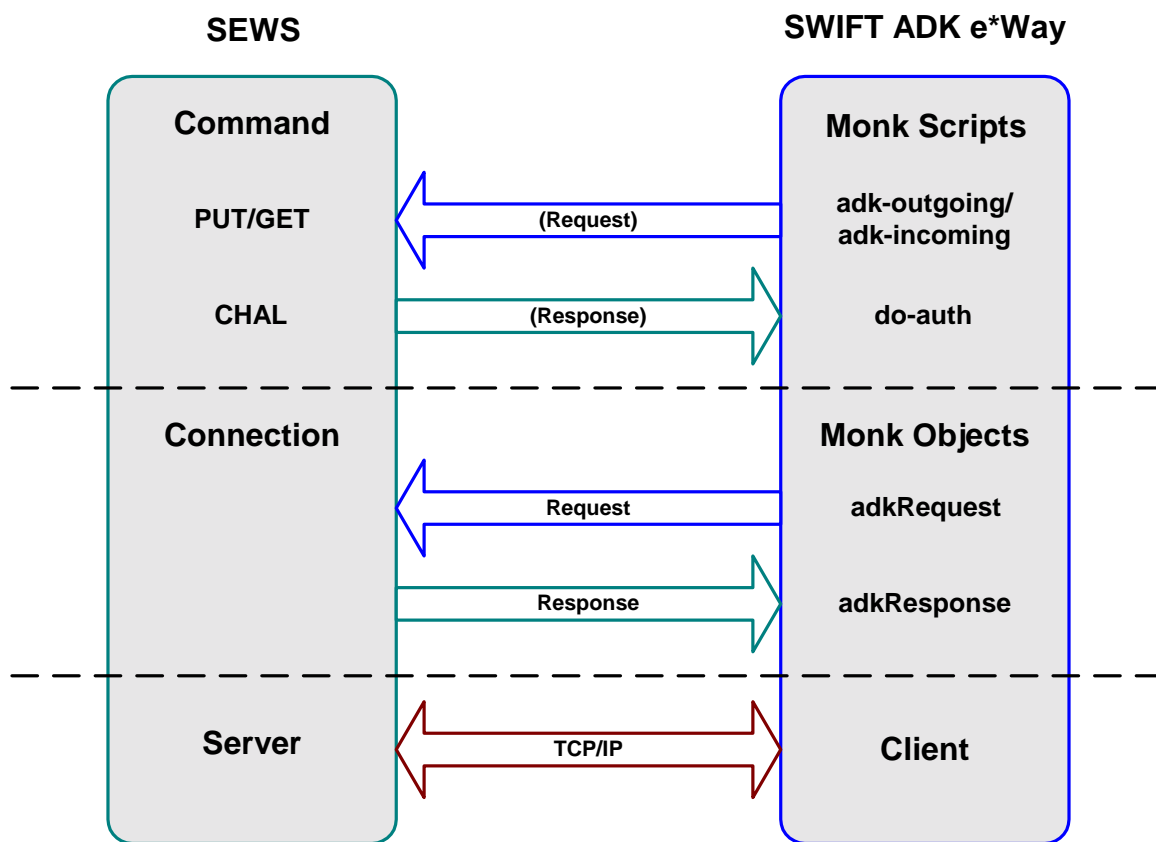 SEWS
SWIFT ADK e*Way
Command
Monk Scripts
PUT/GET
(Request)
adk-outgoing/
adk-incoming
CHAL
(Response)
do-auth
Connection
Monk Objects
Request
adkRequest
Response
adkResponse
Server
TCP/IP
Client